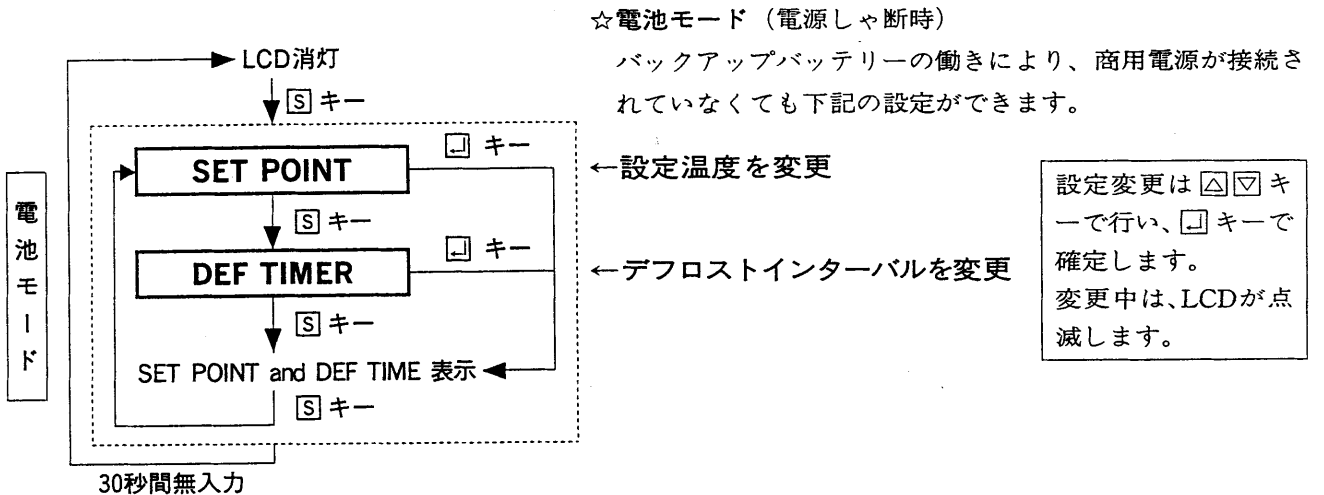 ☆電池モード（電源しゃ断時）
バックアップバッテリーの働きにより、商用電源が接続さ
れていなくても下記の設定ができます。
LCD消灯
Sキー
⏎キー
SET POINT
←設定温度を変更
Sキー
⏎キー
DEF TIMER
←デフロストインターバルを変更
Sキー
SET POINT and DEF TIME 表示
Sキー
30秒間無入力
電池モード
設定変更は△▽キ
ーで行い、⏎キーで
確定します。
変更中は、LCDが点
滅します。